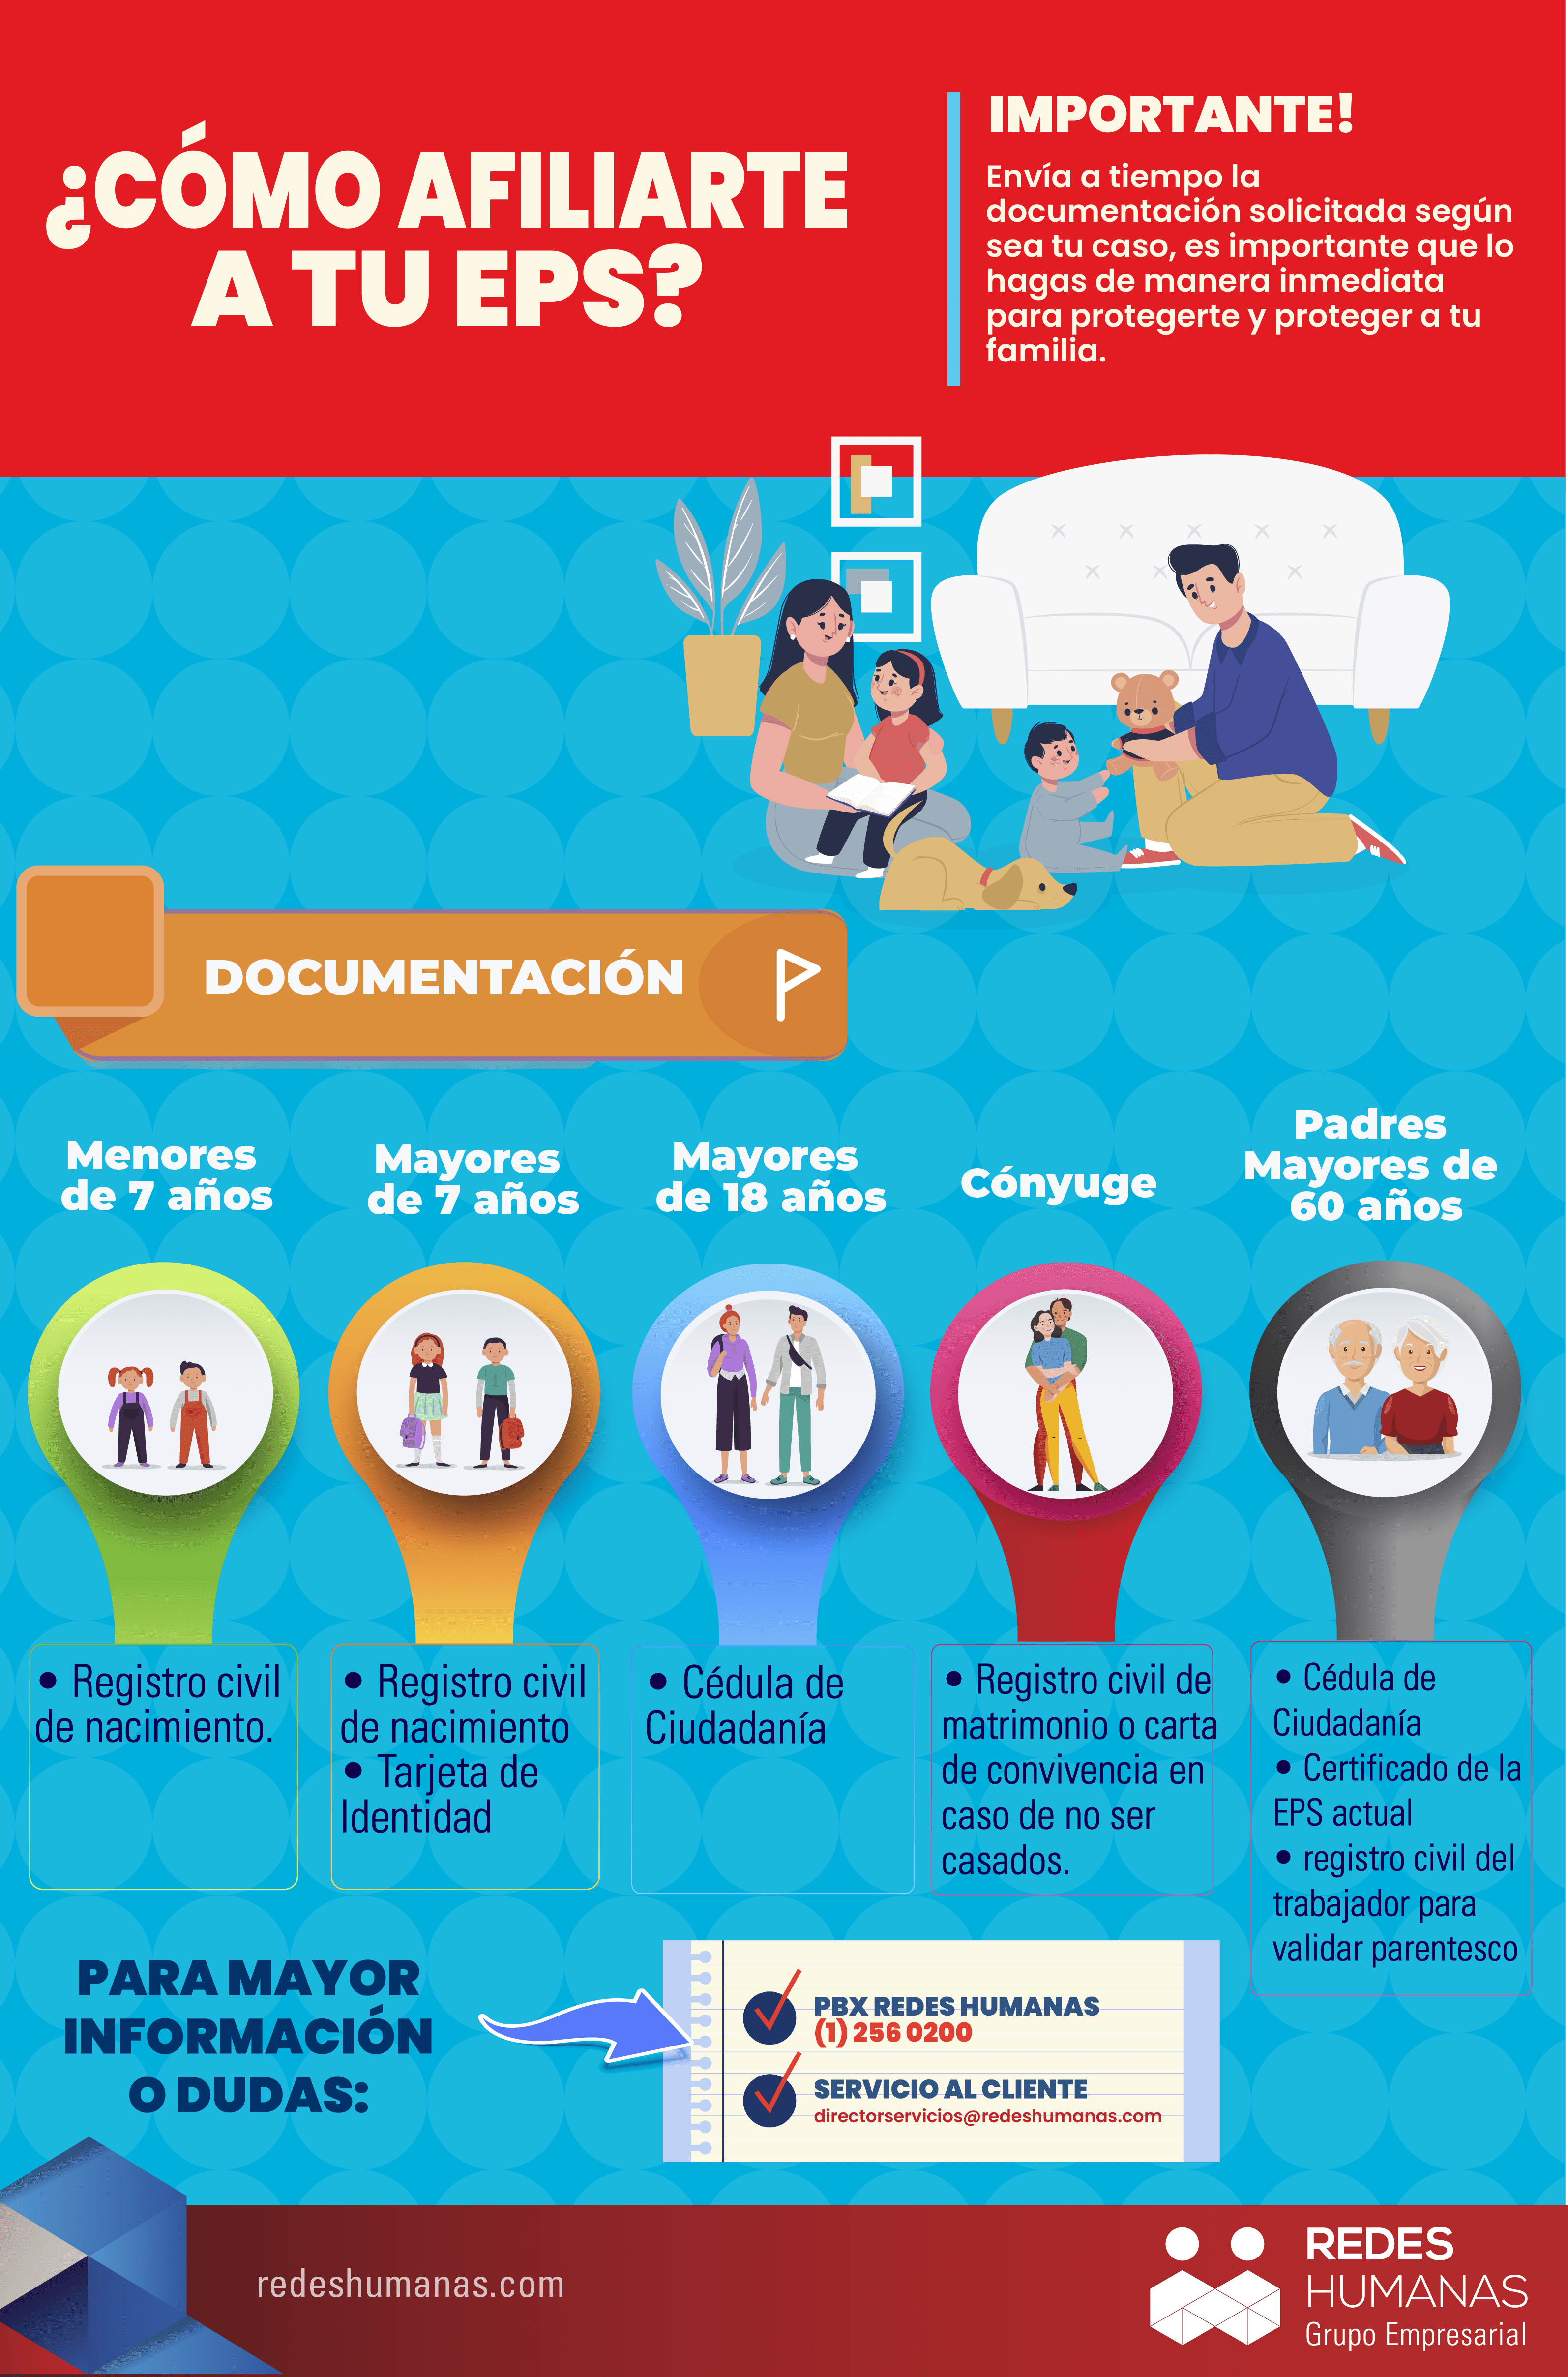 ¿CÓMO AFILIARTE
A TU EPS?
IMPORTANTE!
Envía a tiempo la
documentación solicitada según
sea tu caso, es importante que lo
hagas de manera inmediata
para protegerte y proteger a tu
familia.
DOCUMENTACIÓN
Menores
de 7 años
• Registro civil
de nacimiento.
Mayores
de 7 años
• Registro civil
de nacimiento
• Tarjeta de
Identidad
Mayores
de 18 años
• Cédula de
Ciudadanía
Cónyuge
• Registro civil de
matrimonio o carta
de convivencia en
caso de no ser
casados.
Padres
Mayores de
60 años
• Cédula de
Ciudadanía
• Certificado de la
EPS actual
• registro civil del
trabajador para
validar parentesco
PARA MAYOR
INFORMACIÓN
O DUDAS:
PBX REDES HUMANAS
(1) 256 0200
SERVICIO AL CLIENTE
directorservicios@redeshumanas.com
redeshumanas.com
REDES
HUMANAS
Grupo Empresarial